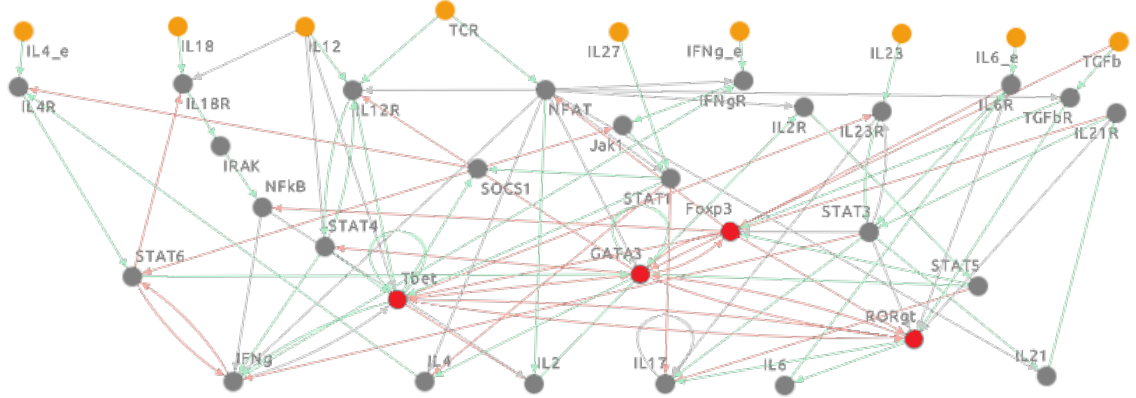 TCR
IL4_e
IL18
IL12
IL27
IFNg_e
IL23
IL6_e
TGFb
IL4R
IL18R
IL12R
NFAT
IFNgR
IL2R
IL23R
IL6R
TGFbR
IL21R
IRAK
Jak1
NFkB
SOCS1
STAT1
Foxp3
STAT3
STAT4
STAT6
Tbet
GATA3
STAT5
RORgt
IFNg
IL4
IL2
IL17
IL6
IL21